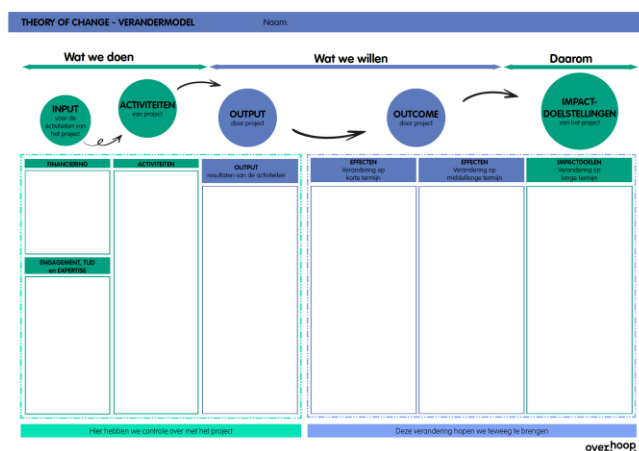 THEORY OF CHANGE - VERANDERMODEL
Naam:
Wat we doen
Wat we willen
Daarom
INPUT
voor de
activiteiten van
het project
ACTIVITEITEN
van project
OUTPUT
door project
OUTCOME
door project
IMPACT-
DOELSTELLINGEN
van het project
FINANCIERING
ENGAGEMENT, TIJD
en EXPERTISE
ACTIVITEITEN
OUTPUT
resultaten van de activiteiten
EFFECTEN
Verandering op
korte termijn
EFFECTEN
Verandering op
middellange termijn
IMPACTDOELEN
Verandering op
lange termijn
Hier hebben we controle over met het project
Deze verandering hopen we teweeg te brengen
over.hoop